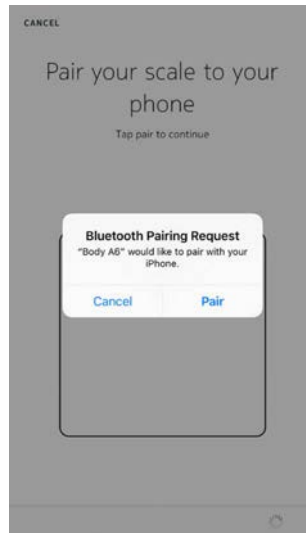 CANCEL
Pair your scale to your
phone
Tap pair to continue
Bluetooth Pairing Request
"Body A6" would like to pair with your
iPhone.
Cancel Pair